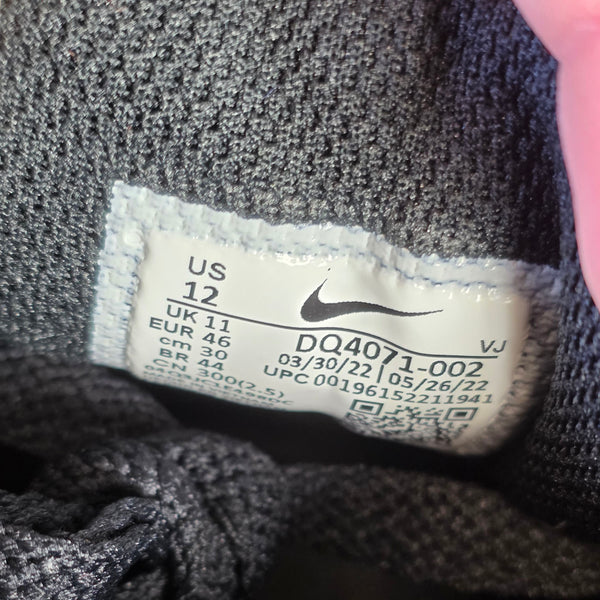 US
12
UK 11
EUR 46
cm 30
BR 44
CN 300(2.5)
VJ
DQ4071-002
03/30/22 | 05/26/22
UPC 00196152211941